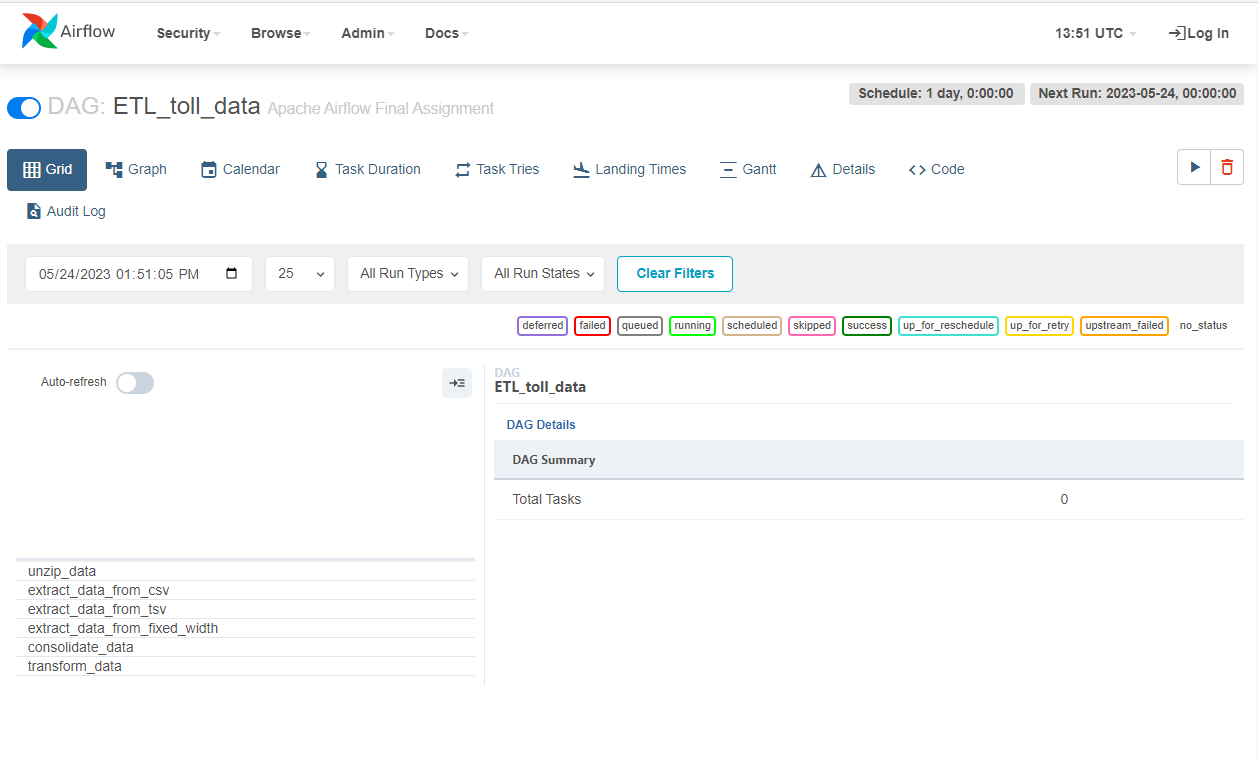 Airflow Security Browse Admin Docs 13:51 UTC Log In
DAG: ETL_toll_data Apache Airflow Final Assignment
Schedule: 1 day, 0:00:00 Next Run: 2023-05-24, 00:00:00
Grid Graph Calendar Task Duration Task Tries Landing Times Gantt Details <> Code
Audit Log
05/24/2023 01:51:05 PM 25 All Run Types All Run States Clear Filters
deferred failed queued running scheduled skipped success up_for_reschedule up_for_retry upstream_failed no_status
Auto-refresh
DAG
ETL_toll_data
DAG Details
DAG Summary
Total Tasks 0
unzip_data
extract_data_from_csv
extract_data_from_tsv
extract_data_from_fixed_width
consolidate_data
transform_data